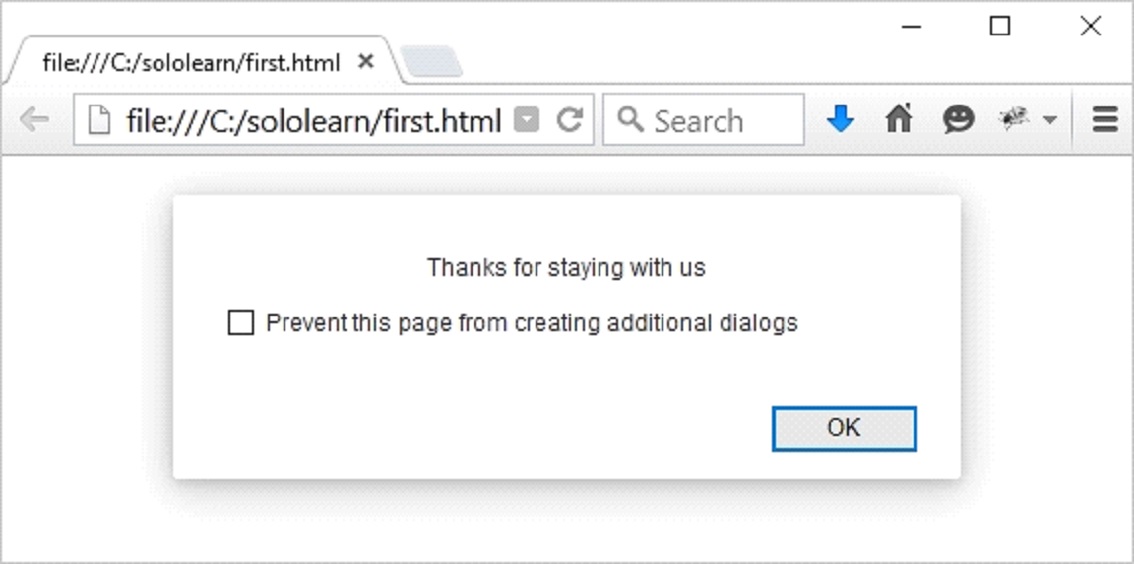 file:///C:/sololearn/first.html
file:///C:/sololearn/first.html Search
Thanks for staying with us
Prevent this page from creating additional dialogs
OK